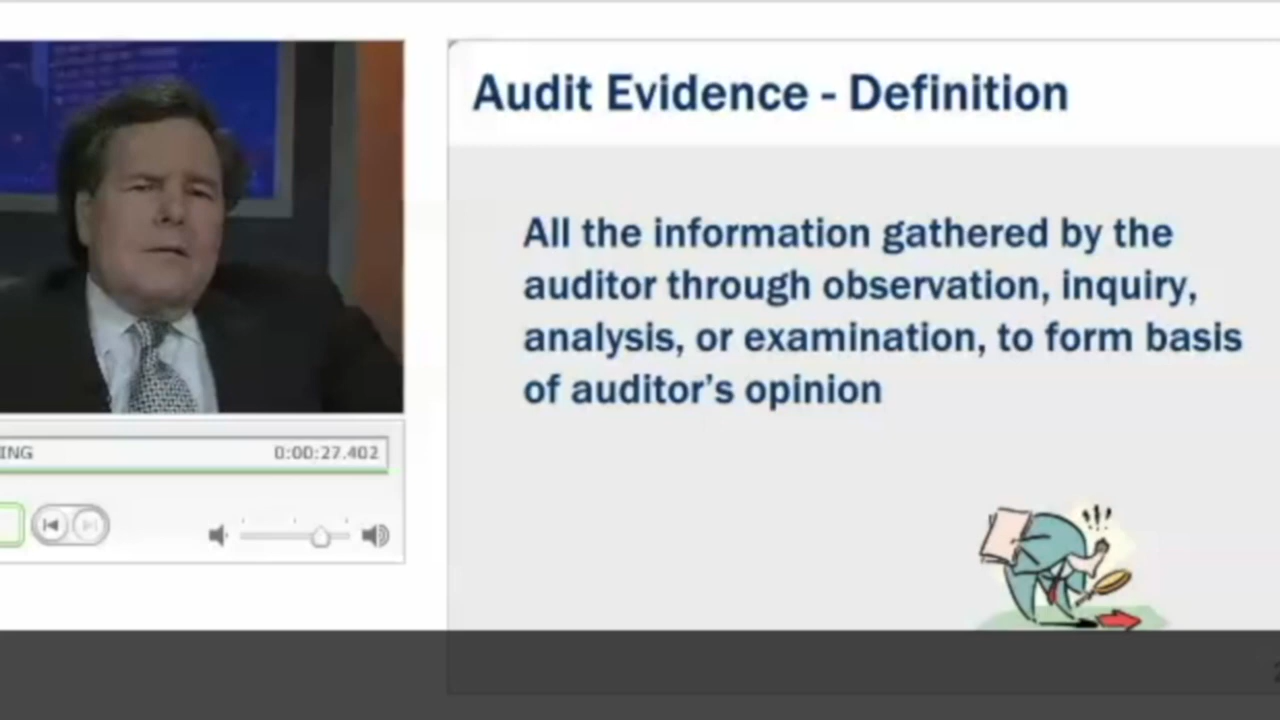 Audit Evidence - Definition
All the information gathered by the
auditor through observation, inquiry,
analysis, or examination, to form basis
of auditor's opinion
ING
0:00:27.402